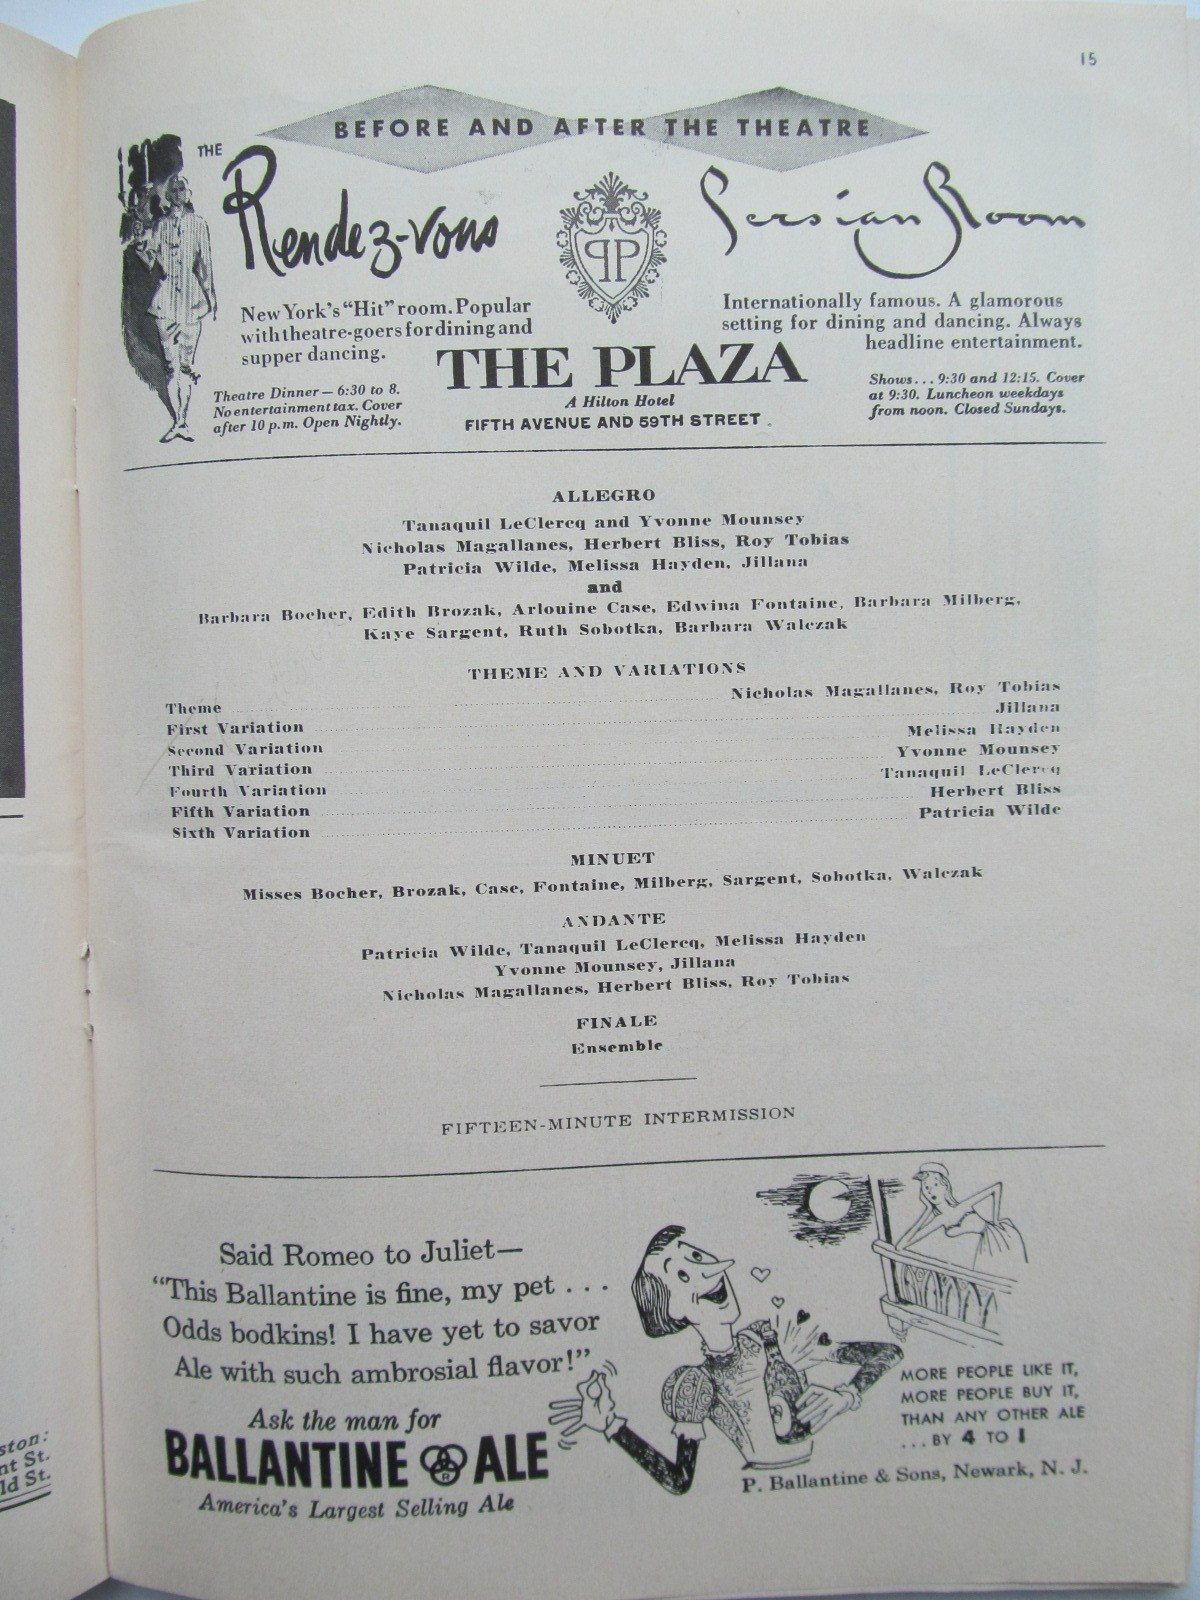 15
BEFORE AND AFTER THE THEATRE
THE
Rendez-vous
New York's "Hit" room. Popular
with theatre-goers for dining and
supper dancing.
Theatre Dinner — 6:30 to 8.
No entertainment tax. Cover
after 10 p.m. Open Nightly.
PP
Persian Room
Internationally famous. A glamorous
setting for dining and dancing. Always
headline entertainment.
Shows... 9:30 and 12:15. Cover
at 9:30. Luncheon weekdays
from noon. Closed Sundays.
THE PLAZA
A Hilton Hotel
FIFTH AVENUE AND 59TH STREET
ALLEGRO
Tanaquil LeClercq and Yvonne Mounsey
Nicholas Magallanes, Herbert Bliss, Roy Tobias
Patricia Wilde, Melissa Hayden, Jillana
and
Barbara Bocher, Edith Brozak, Arlouine Case, Edwina Fontaine, Barbara Milberg,
Kaye Sargent, Ruth Sobotka, Barbara Walczak
THEME AND VARIATIONS
Theme Nicholas Magallanes, Roy Tobias
First Variation Jillana
Second Variation Melissa Hayden
Third Variation Yvonne Mounsey
Fourth Variation Tanaquil LeClercq
Fifth Variation Herbert Bliss
Sixth Variation Patricia Wilde
MINUET
Misses Bocher, Brozak, Case, Fontaine, Milberg, Sargent, Sobotka, Walczak
ANDANTE
Patricia Wilde, Tanaquil LeClercq, Melissa Hayden
Yvonne Mounsey, Jillana
Nicholas Magallanes, Herbert Bliss, Roy Tobias
FINALE
Ensemble
FIFTEEN-MINUTE INTERMISSION
Said Romeo to Juliet—
"This Ballantine is fine, my pet . . .
Odds bodkins! I have yet to savor
Ale with such ambrosial flavor!"
Ask the man for
BALLANTINE ALE
America's Largest Selling Ale
MORE PEOPLE LIKE IT,
MORE PEOPLE BUY IT,
THAN ANY OTHER ALE
...BY 4 TO 1
P. Ballantine & Sons, Newark, N. J.
ston:
nt St.
ld St.